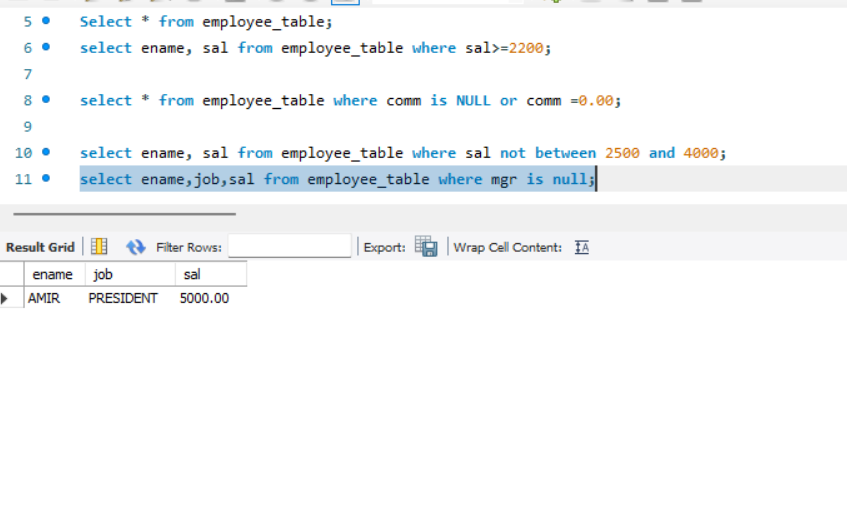 5 Select * from employee_table;
6 select ename, sal from employee_table where sal>=2200;
7
8 select * from employee_table where comm is NULL or comm =0.00;
9
10 select ename, sal from employee_table where sal not between 2500 and 4000;
11 select ename,job,sal from employee_table where mgr is null;
Result Grid Filter Rows: Export: Wrap Cell Content: IA
ename job sal
AMIR PRESIDENT 5000.00